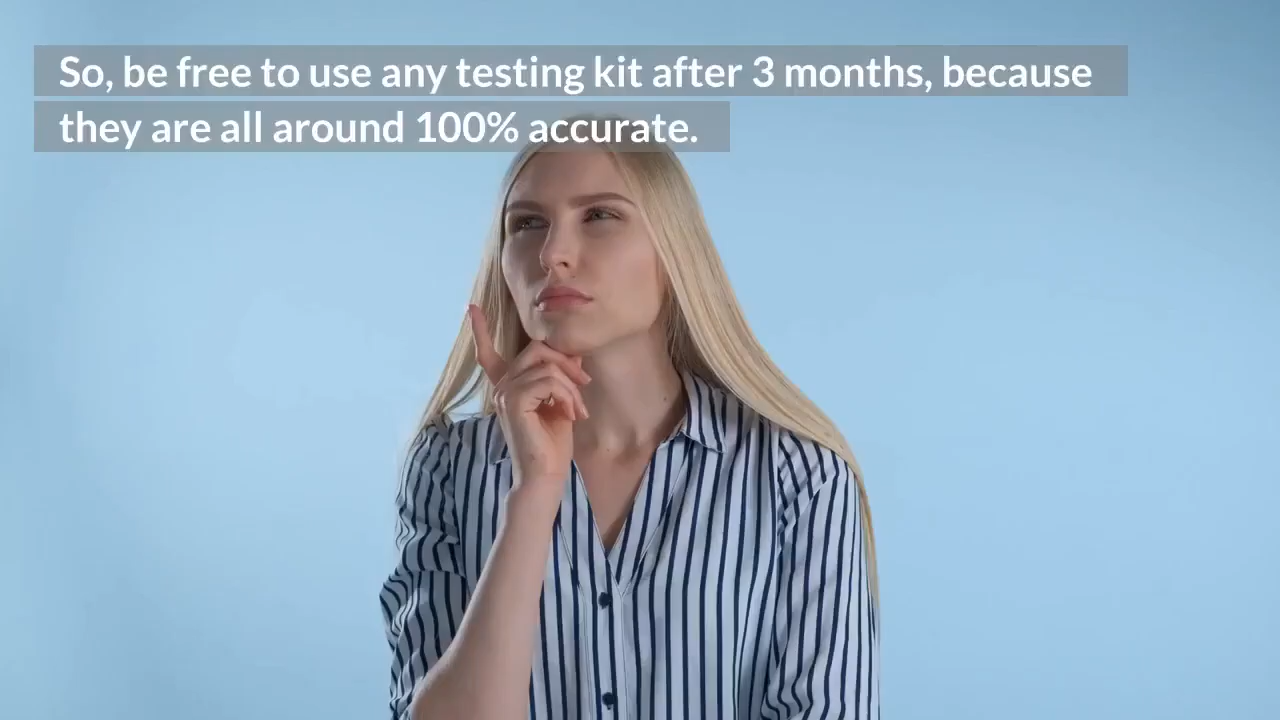 So, be free to use any testing kit after 3 months, because
they are all around 100% accurate.